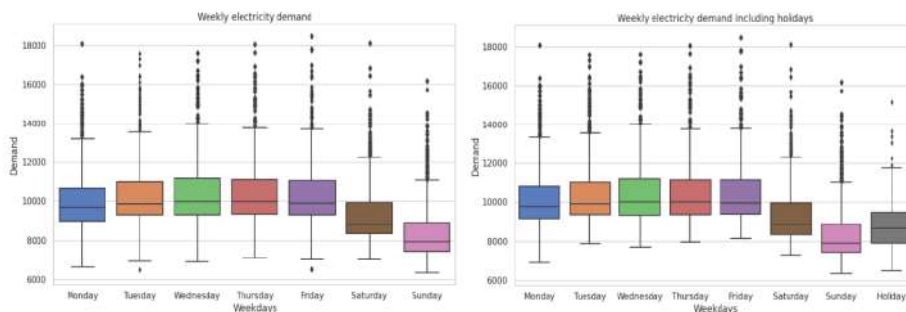 Weekly electricity demand
18000
16000
14000
12000
10000
8000
6000
Demand
Monday Tuesday Wednesday Thursday Friday Saturday Sunday
Weekdays
Weekly electricity demand including holidays
18000
16000
14000
12000
10000
8000
6000
Demand
Monday Tuesday Wednesday Thursday Friday Saturday Sunday Holiday
Weekdays